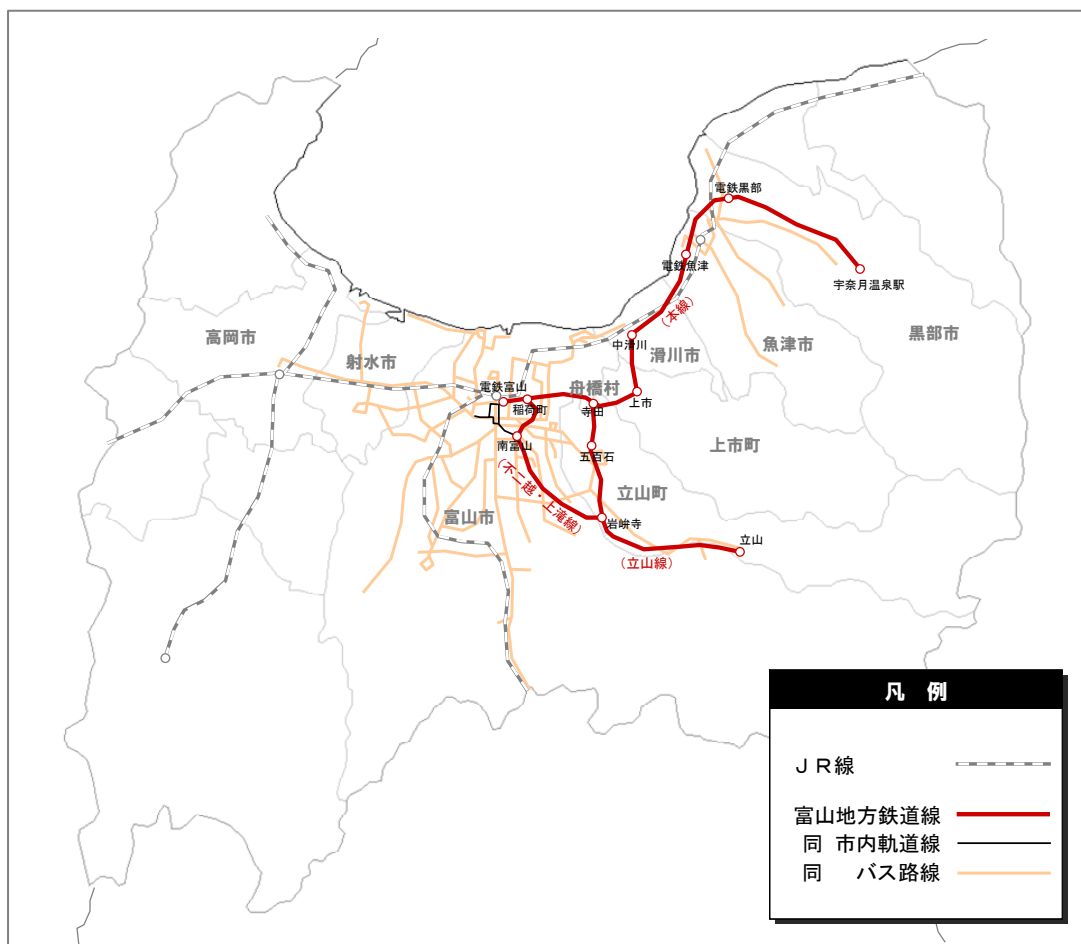 電鉄黒部
電鉄魚津
宇奈月温泉駅
(本線)
高岡市
射水市
中滑川
滑川市
魚津市
黒部市
電鉄富山
稲荷町
舟橋村
寺田
上市
南富山
五百石
上市町
(不二越・上滝線)
富山市
立山町
岩峅寺
立山
(立山線)
凡 例
JR線
富山地方鉄道線
同 市内軌道線
同 バス路線